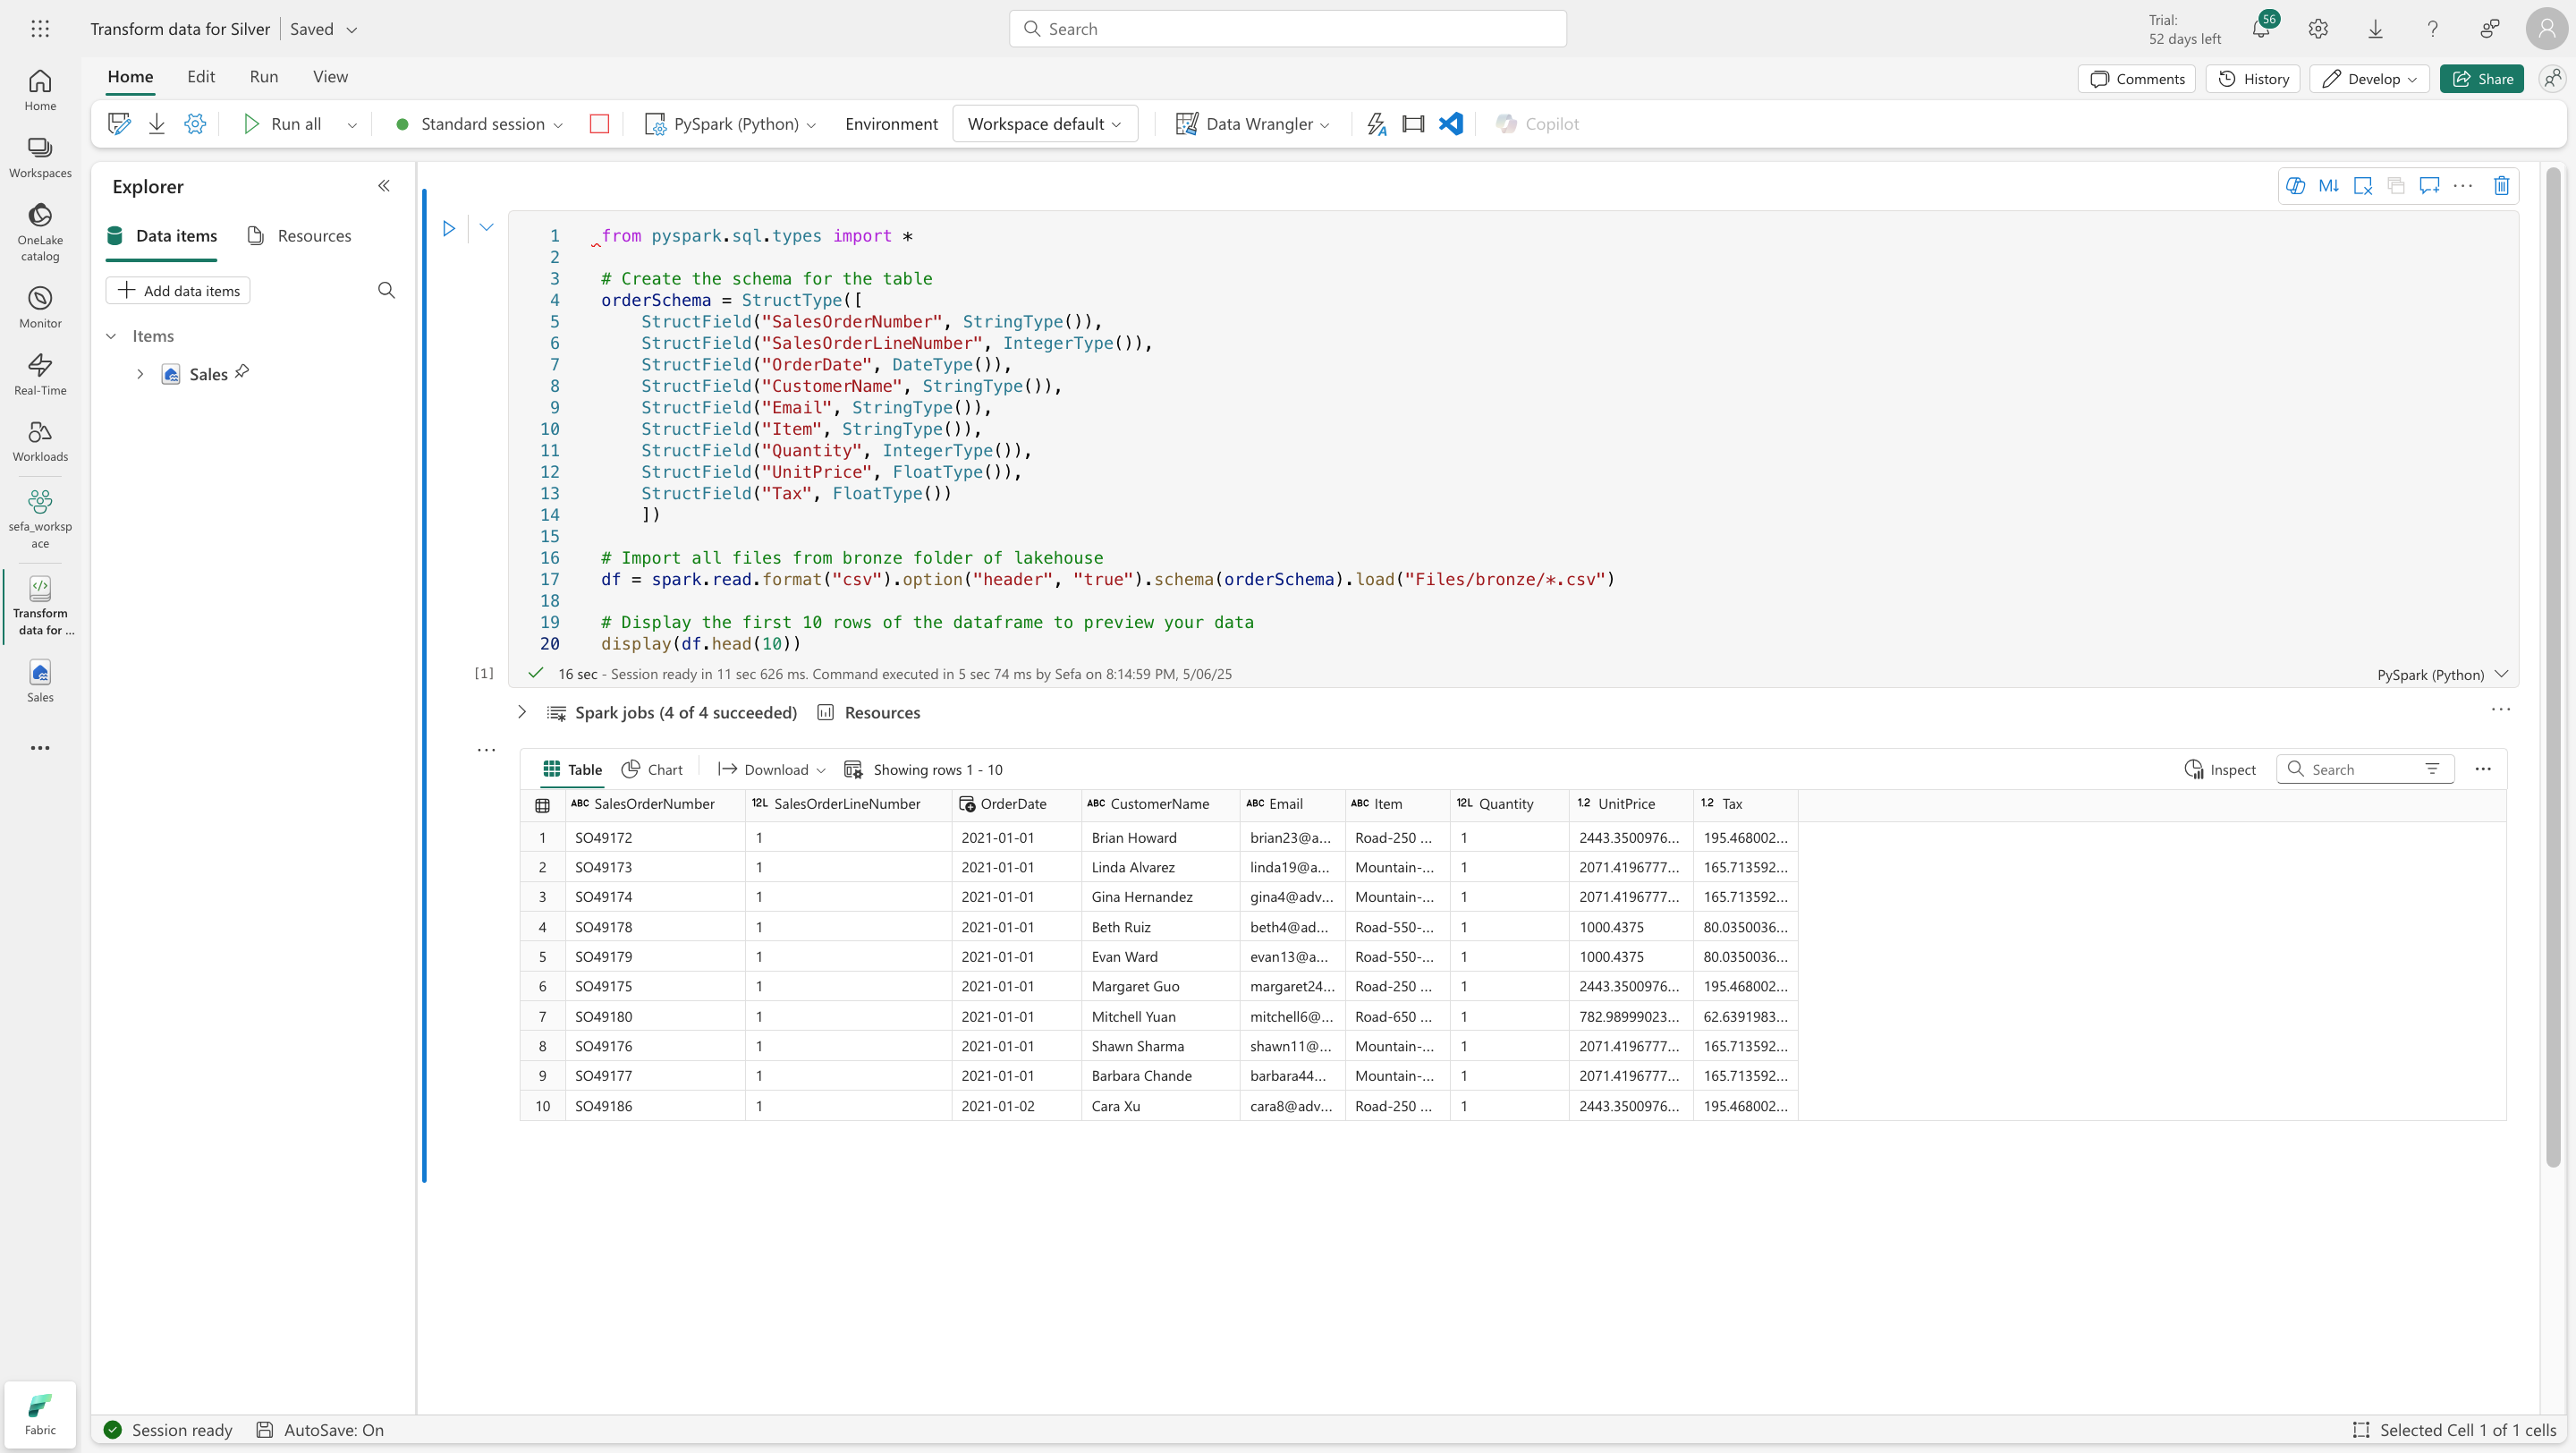 Transform data for Silver | Saved
Search
Trial:
52 days left
56
Home Edit Run View
Comments History Develop Share
Run all Standard session PySpark (Python) Environment Workspace default Data Wrangler Copilot
Home
Workspaces
OneLake
catalog
Monitor
Real-Time
Workloads
sefa_worksp
ace
Transform
data for ...
Sales
Fabric
Explorer
Data items Resources
Add data items
Items
Sales
M↓
1 from pyspark.sql.types import *
2
3 # Create the schema for the table
4 orderSchema = StructType([
5 StructField("SalesOrderNumber", StringType()),
6 StructField("SalesOrderLineNumber", IntegerType()),
7 StructField("OrderDate", DateType()),
8 StructField("CustomerName", StringType()),
9 StructField("Email", StringType()),
10 StructField("Item", StringType()),
11 StructField("Quantity", IntegerType()),
12 StructField("UnitPrice", FloatType()),
13 StructField("Tax", FloatType())
14 ])
15
16 # Import all files from bronze folder of lakehouse
17 df = spark.read.format("csv").option("header", "true").schema(orderSchema).load("Files/bronze/*.csv")
18
19 # Display the first 10 rows of the dataframe to preview your data
20 display(df.head(10))
[1] 16 sec - Session ready in 11 sec 626 ms. Command executed in 5 sec 74 ms by Sefa on 8:14:59 PM, 5/06/25 PySpark (Python)
Spark jobs (4 of 4 succeeded) Resources
Table Chart Download Showing rows 1 - 10 Inspect Search
ABC SalesOrderNumber 12L SalesOrderLineNumber OrderDate ABC CustomerName ABC Email ABC Item 12L Quantity 1.2 UnitPrice 1.2 Tax
1 SO49172 1 2021-01-01 Brian Howard brian23@a... Road-250 ... 1 2443.3500976... 195.468002...
2 SO49173 1 2021-01-01 Linda Alvarez linda19@a... Mountain-... 1 2071.4196777... 165.713592...
3 SO49174 1 2021-01-01 Gina Hernandez gina4@adv... Mountain-... 1 2071.4196777... 165.713592...
4 SO49178 1 2021-01-01 Beth Ruiz beth4@ad... Road-550-... 1 1000.4375 80.0350036...
5 SO49179 1 2021-01-01 Evan Ward evan13@a... Road-550-... 1 1000.4375 80.0350036...
6 SO49175 1 2021-01-01 Margaret Guo margaret24... Road-250 ... 1 2443.3500976... 195.468002...
7 SO49180 1 2021-01-01 Mitchell Yuan mitchell6@... Road-650 ... 1 782.98999023... 62.6391983...
8 SO49176 1 2021-01-01 Shawn Sharma shawn11@... Mountain-... 1 2071.4196777... 165.713592...
9 SO49177 1 2021-01-01 Barbara Chande barbara44... Mountain-... 1 2071.4196777... 165.713592...
10 SO49186 1 2021-01-02 Cara Xu cara8@adv... Road-250 ... 1 2443.3500976... 195.468002...
Session ready AutoSave: On Selected Cell 1 of 1 cells